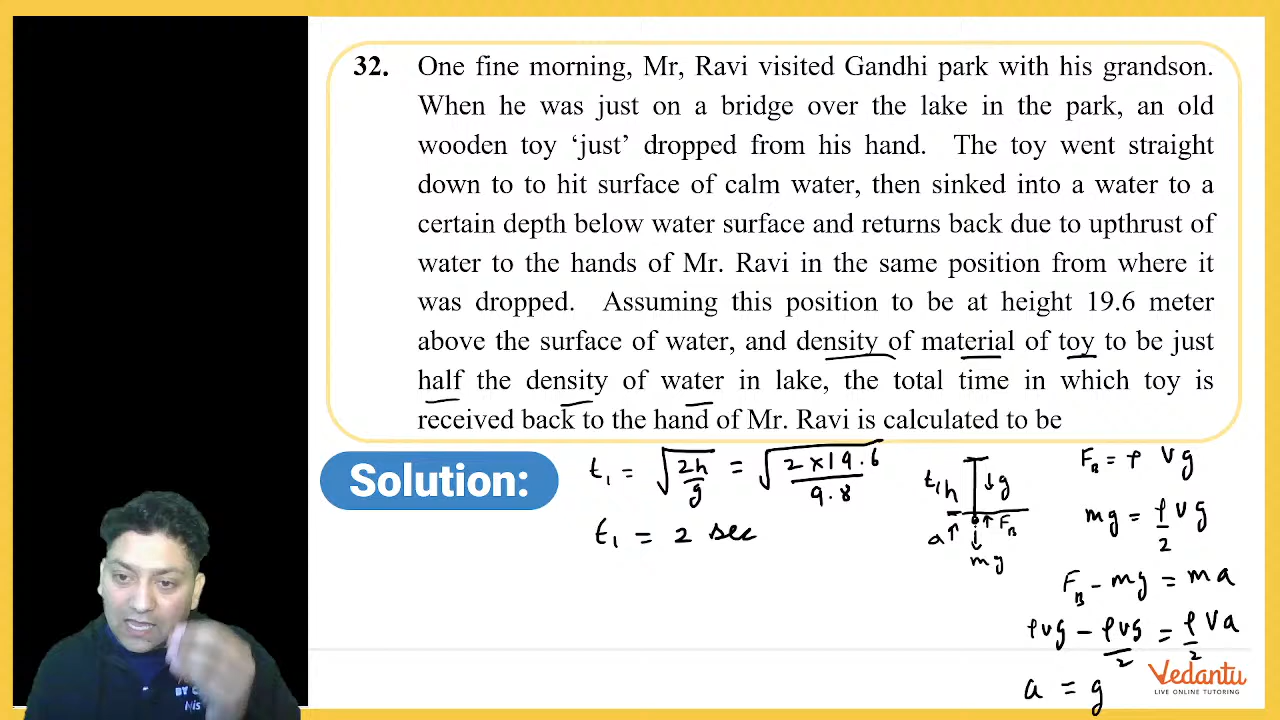 32. One fine morning, Mr, Ravi visited Gandhi park with his grandson.
When he was just on a bridge over the lake in the park, an old
wooden toy ‘just’ dropped from his hand. The toy went straight
down to to hit surface of calm water, then sinked into a water to a
certain depth below water surface and returns back due to upthrust of
water to the hands of Mr. Ravi in the same position from where it
was dropped. Assuming this position to be at height 19.6 meter
above the surface of water, and density of material of toy to be just
half the density of water in lake, the total time in which toy is
received back to the hand of Mr. Ravi is calculated to be
Solution:
t₁ = √(2h/g) = √(2×19.6/9.8)
t₁ = 2 sec
t₁ h ↓g
a↑ ↑F_B
↓
mg
F_B = ρ V g
mg = ρ/2 V g
F_B - mg = ma
ρvg - ρvg/2 = ρ/2 Va
a = g
Vedantu
LIVE ONLINE TUTORING